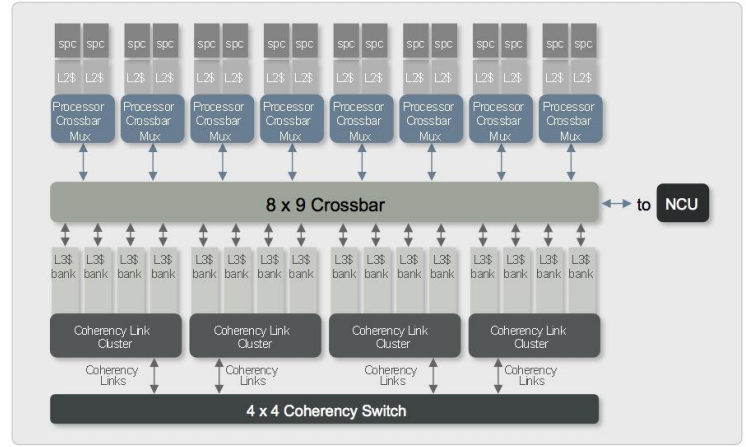 spc spc spc spc spc spc spc spc spc spc spc spc spc spc spc spc
L2$ L2$ L2$ L2$ L2$ L2$ L2$ L2$ L2$ L2$ L2$ L2$ L2$ L2$ L2$ L2$
Processor Processor Processor Processor Processor Processor Processor Processor
Crossbar Crossbar Crossbar Crossbar Crossbar Crossbar Crossbar Crossbar
Mux Mux Mux Mux Mux Mux Mux Mux
8 x 9 Crossbar to NCU
L3$ L3$ L3$ L3$ L3$ L3$ L3$ L3$ L3$ L3$ L3$ L3$ L3$ L3$ L3$ L3$
bank bank bank bank bank bank bank bank bank bank bank bank bank bank bank bank
Coherency Link Coherency Link Coherency Link Coherency Link
Cluster Cluster Cluster Cluster
Coherency Coherency Coherency Coherency
Links Links Links Links
4 x 4 Coherency Switch